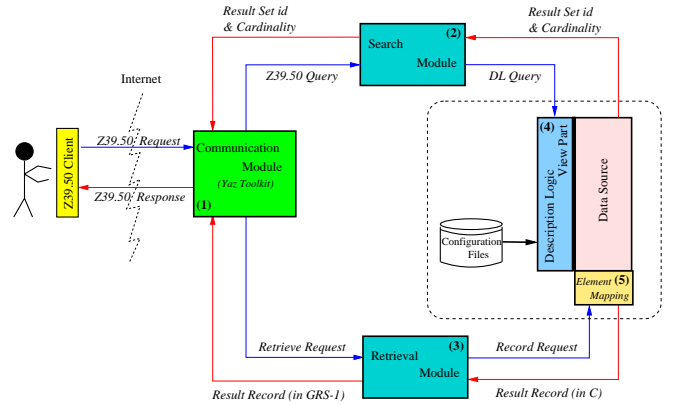 Result Set id
& Cardinality
Result Set id
& Cardinality
(2)
Search
Module
Internet
Z39.50 Query
DL Query
Z39.50 Client
Z39.50 Request
Z39.50 Response
Communication
Module
(Yaz Toolkit)
(1)
(4)
Description Logic
View Part
Data Source
Configuration
Files
Element (5)
Mapping
Retrieve Request
(3)
Retrieval
Module
Record Request
Result Record (in GRS-1)
Result Record (in C)